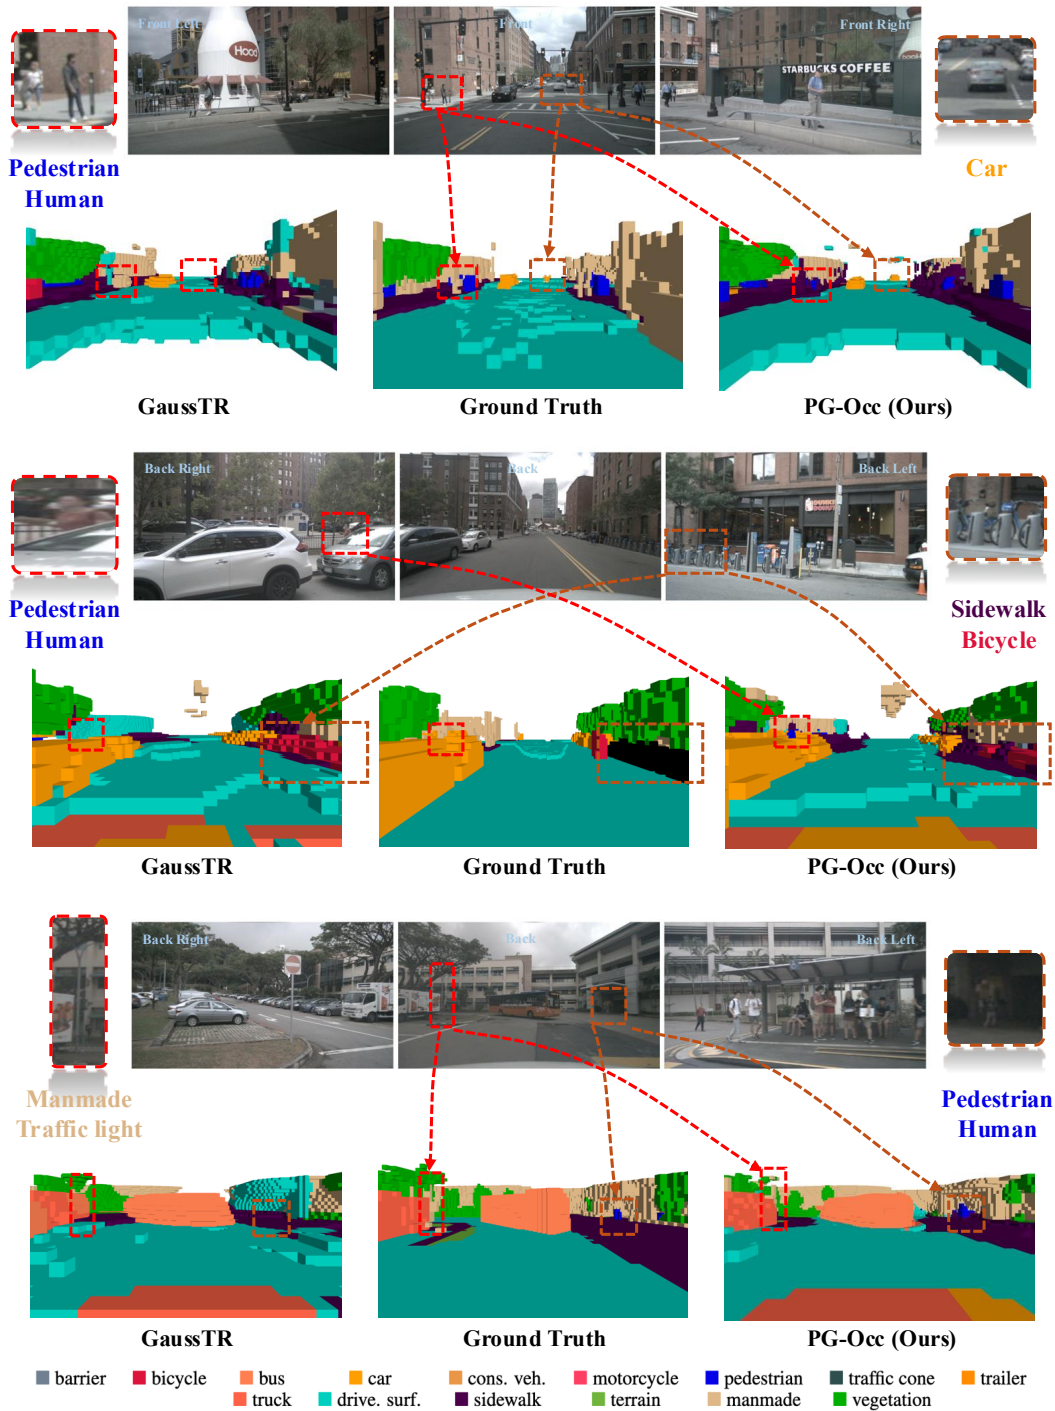 Front Left
Front
Front Right
Hood
STARBUCKS COFFEE
Pedestrian
Human
Car
GaussTR
Ground Truth
PG-Occ (Ours)
Back Right
Back
Back Left
DUNKIN'
DONUTS
Pedestrian
Human
Sidewalk
Bicycle
GaussTR
Ground Truth
PG-Occ (Ours)
Back Right
Back
Back Left
Manmade
Traffic light
Pedestrian
Human
GaussTR
Ground Truth
PG-Occ (Ours)
barrier bicycle bus car cons. veh. motorcycle pedestrian traffic cone trailer
truck drive. surf. sidewalk terrain manmade vegetation